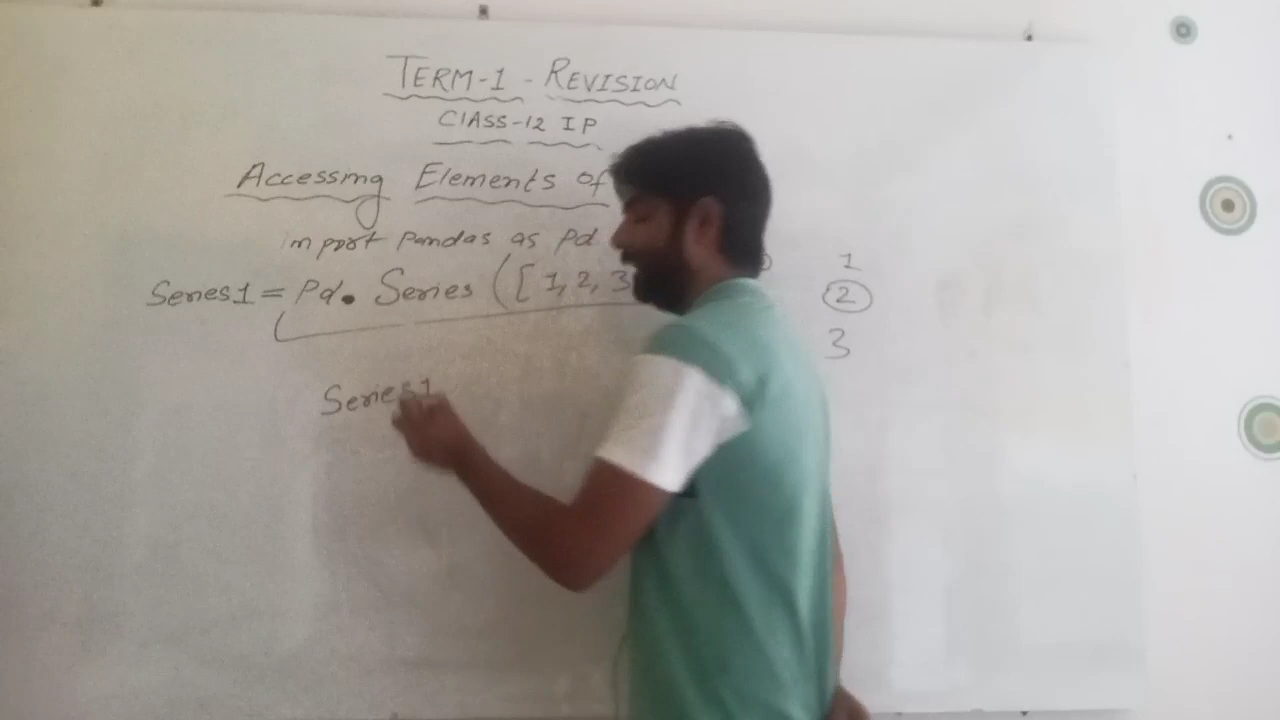 TERM-1 - REVISION
CLASS-12 IP
Accessing Elements of
import pandas as pd
1
Series1 = Pd. Series ([ 1, 2, 3
2
3
Series1